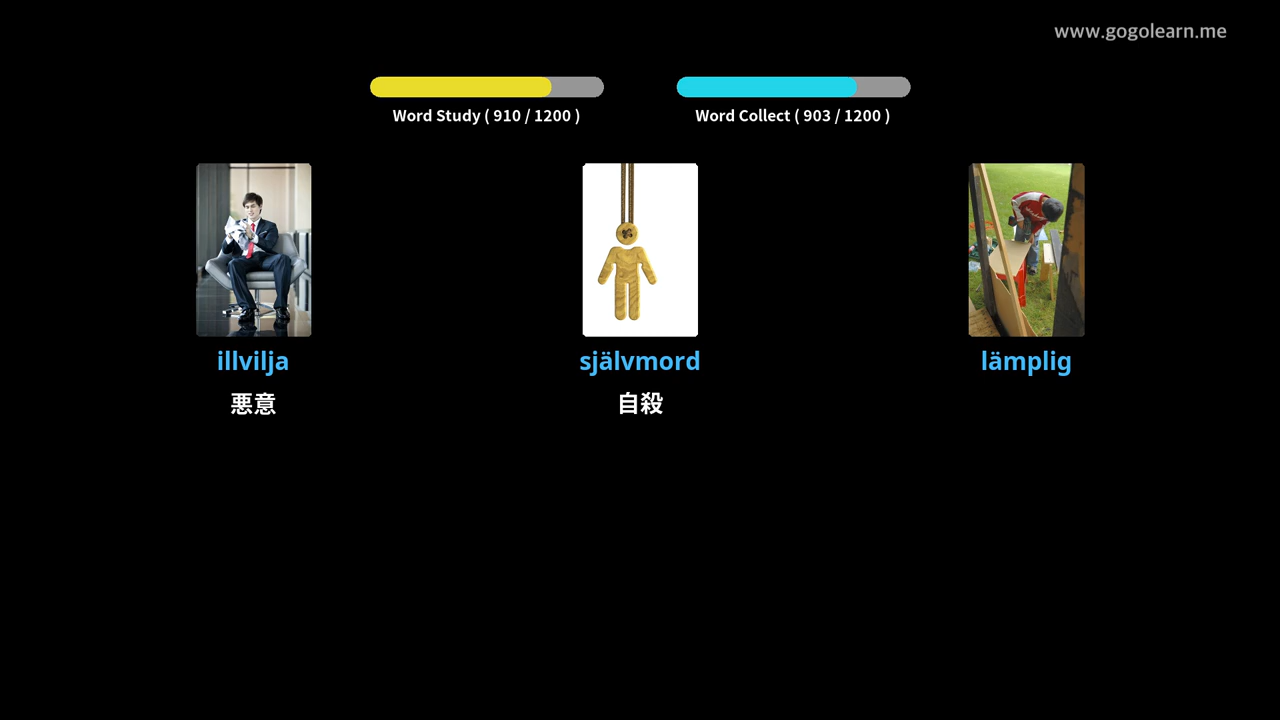 www.gogolearn.me
Word Study ( 910 / 1200 )
Word Collect ( 903 / 1200 )
illvilja
självmord
lämplig
悪意
自殺